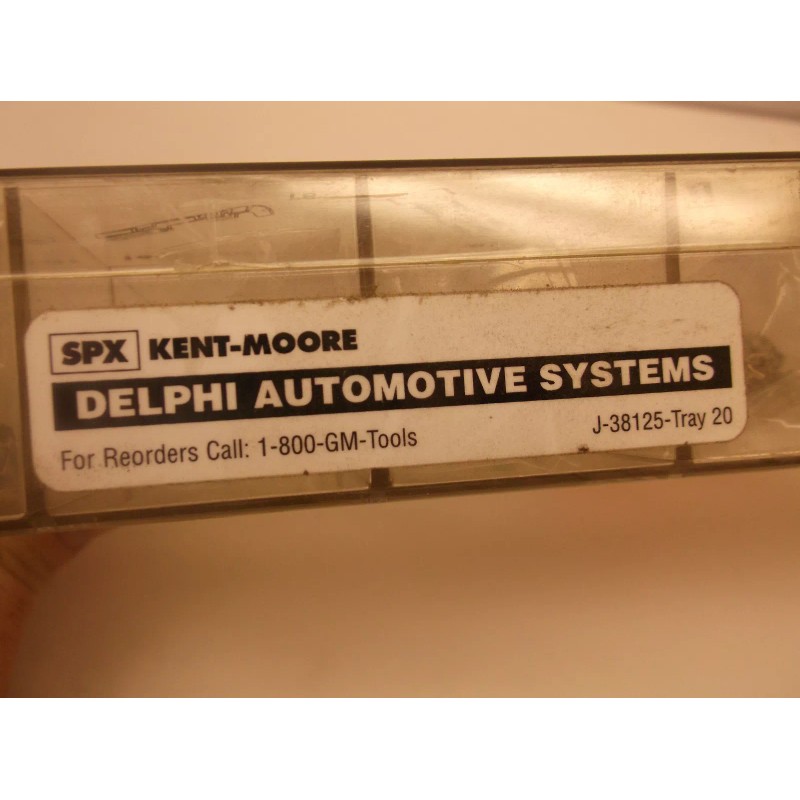 SPX KENT-MOORE
DELPHI AUTOMOTIVE SYSTEMS
For Reorders Call: 1-800-GM-Tools
J-38125-Tray 20